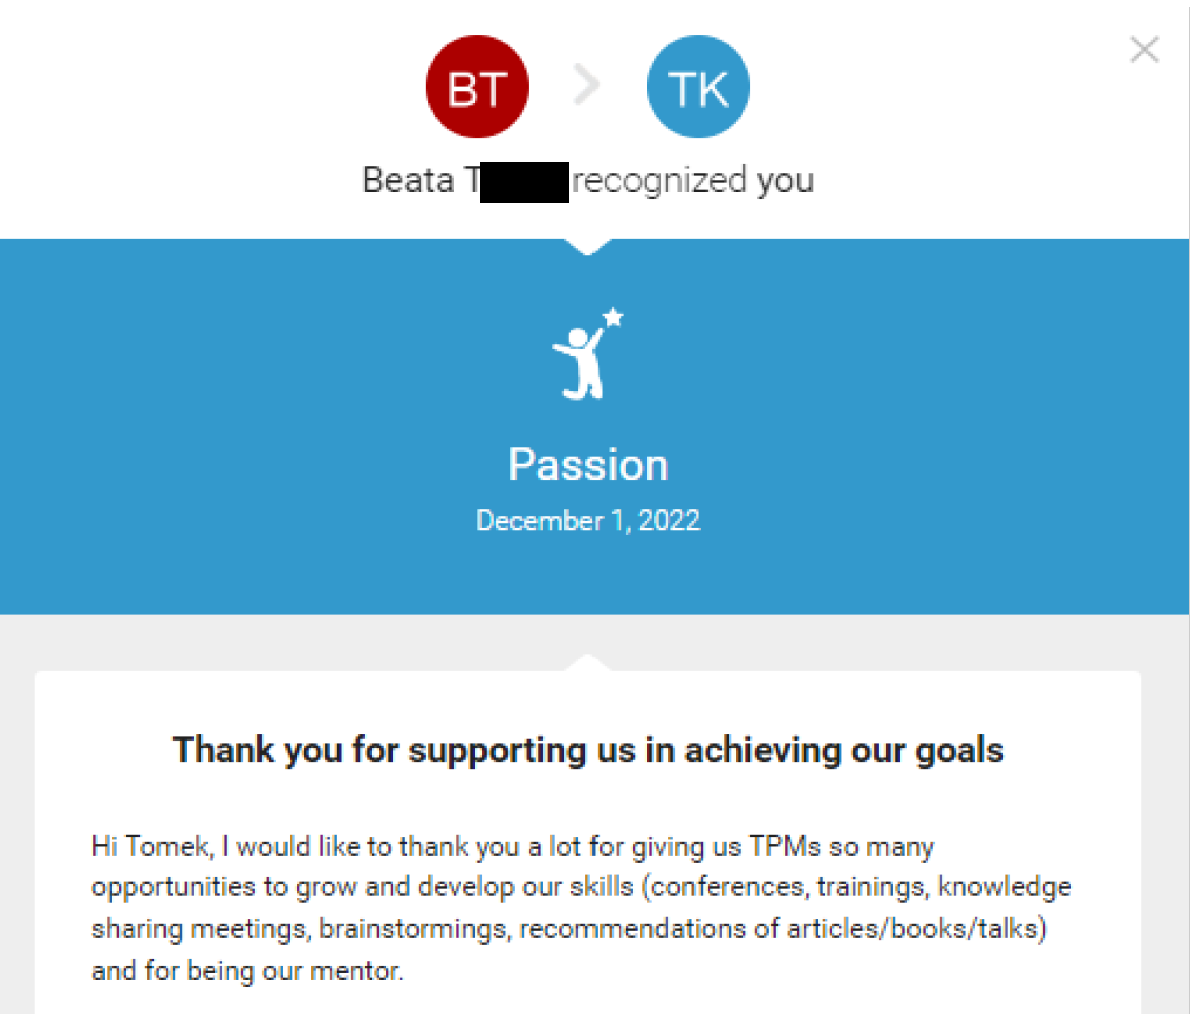 BT TK
Beata T recognized you
Passion
December 1, 2022
Thank you for supporting us in achieving our goals
Hi Tomek, I would like to thank you a lot for giving us TPMs so many
opportunities to grow and develop our skills (conferences, trainings, knowledge
sharing meetings, brainstormings, recommendations of articles/books/talks)
and for being our mentor.